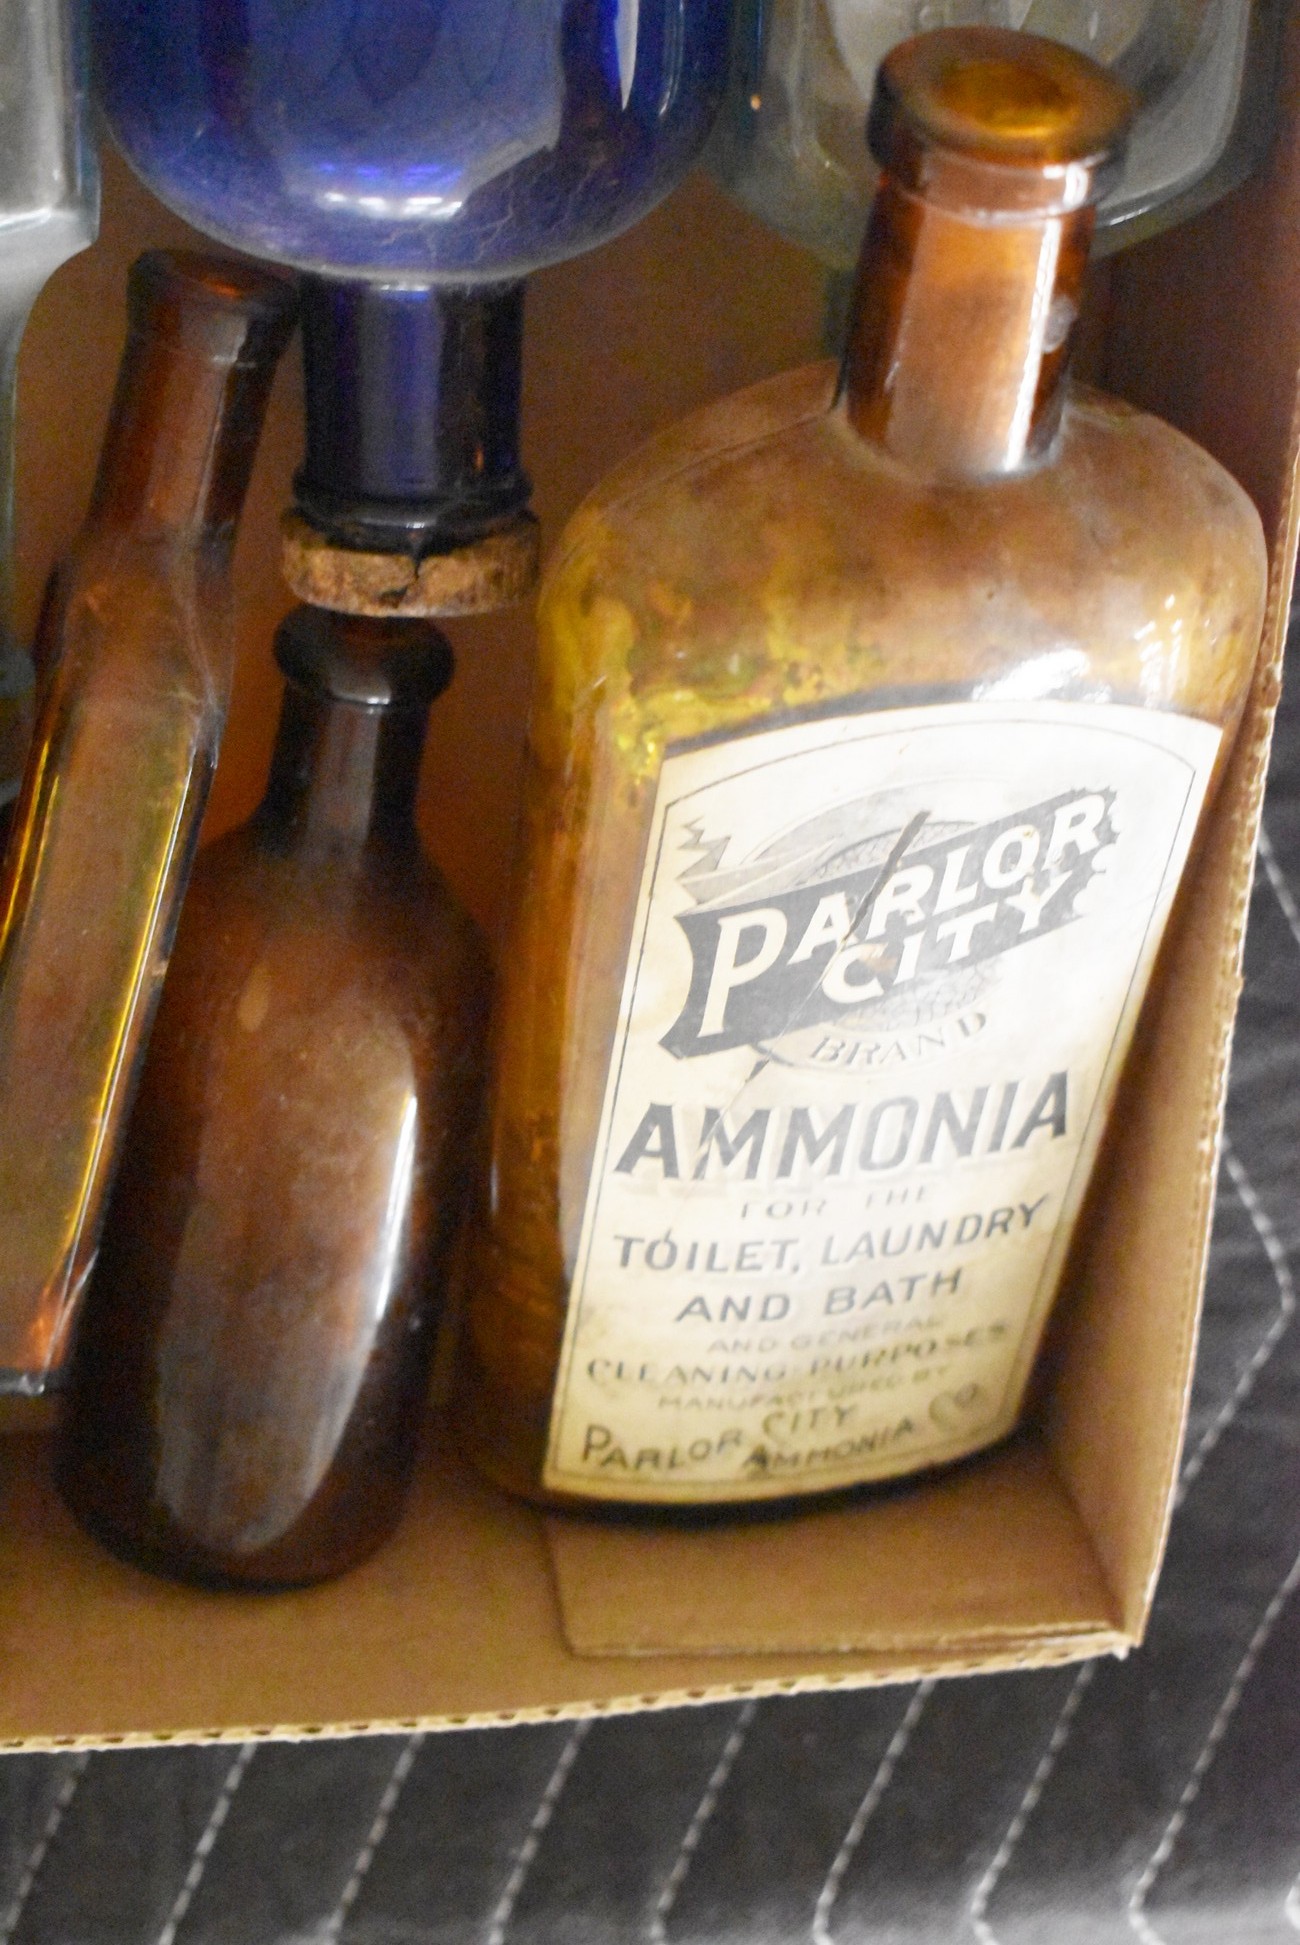 PARLOR
CITY
BRAND
AMMONIA
FOR THE
TOILET, LAUNDRY
AND BATH
AND GENERAL
CLEANING PURPOSES
MANUFACTURED BY
PARLOR CITY AMMONIA CO.